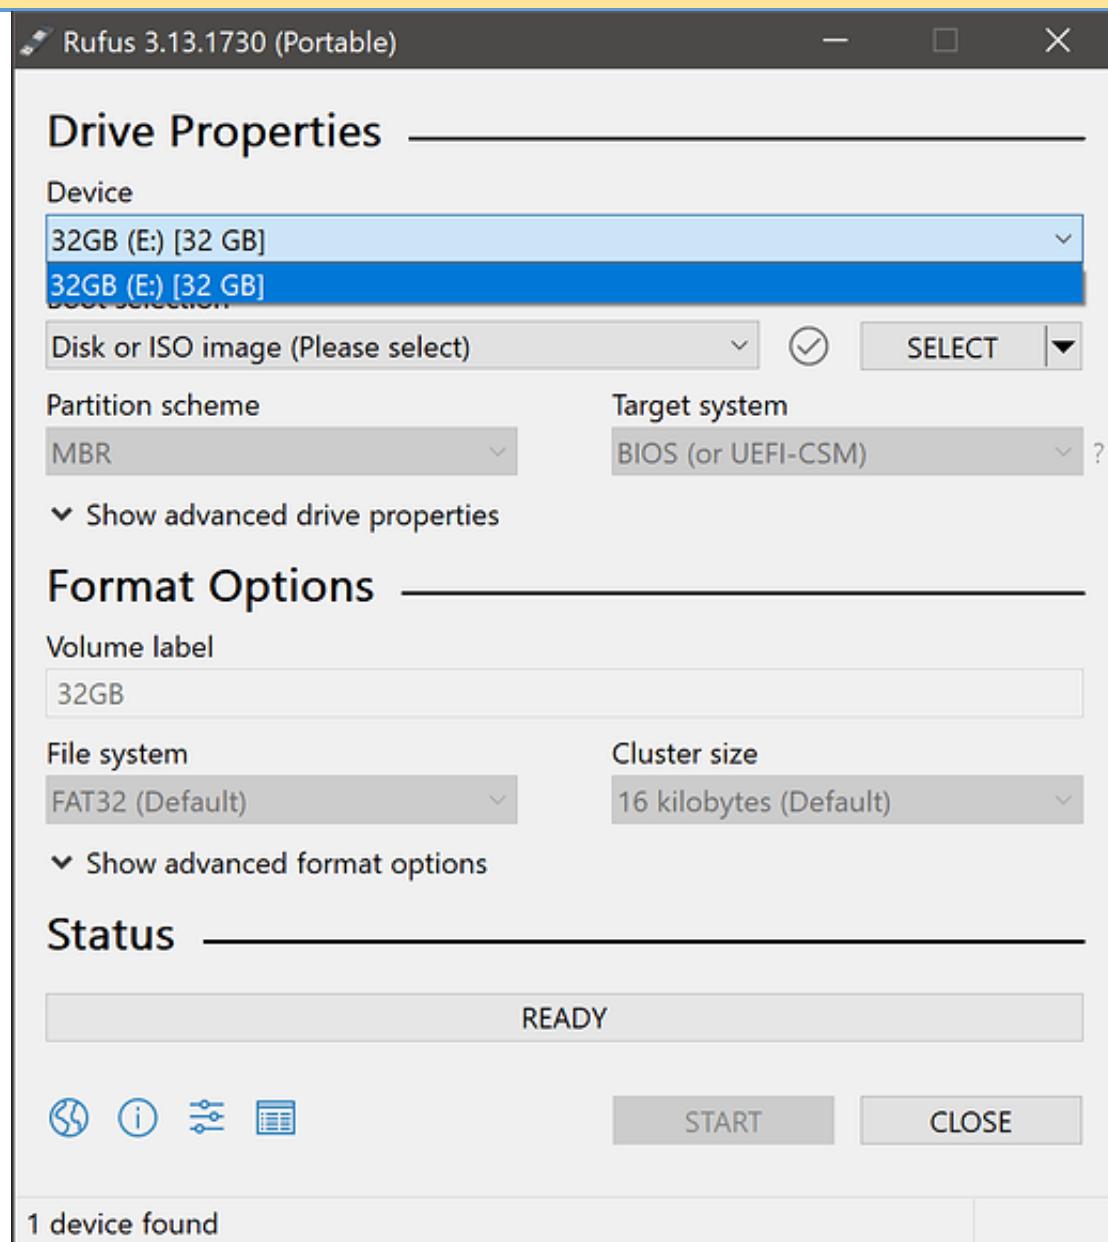 Rufus 3.13.1730 (Portable)
Drive Properties
Device
32GB (E:) [32 GB]
32GB (E:) [32 GB]
Boot selection
Disk or ISO image (Please select)
SELECT
Partition scheme
Target system
MBR
BIOS (or UEFI-CSM)
?
Show advanced drive properties
Format Options
Volume label
32GB
File system
Cluster size
FAT32 (Default)
16 kilobytes (Default)
Show advanced format options
Status
READY
START
CLOSE
1 device found